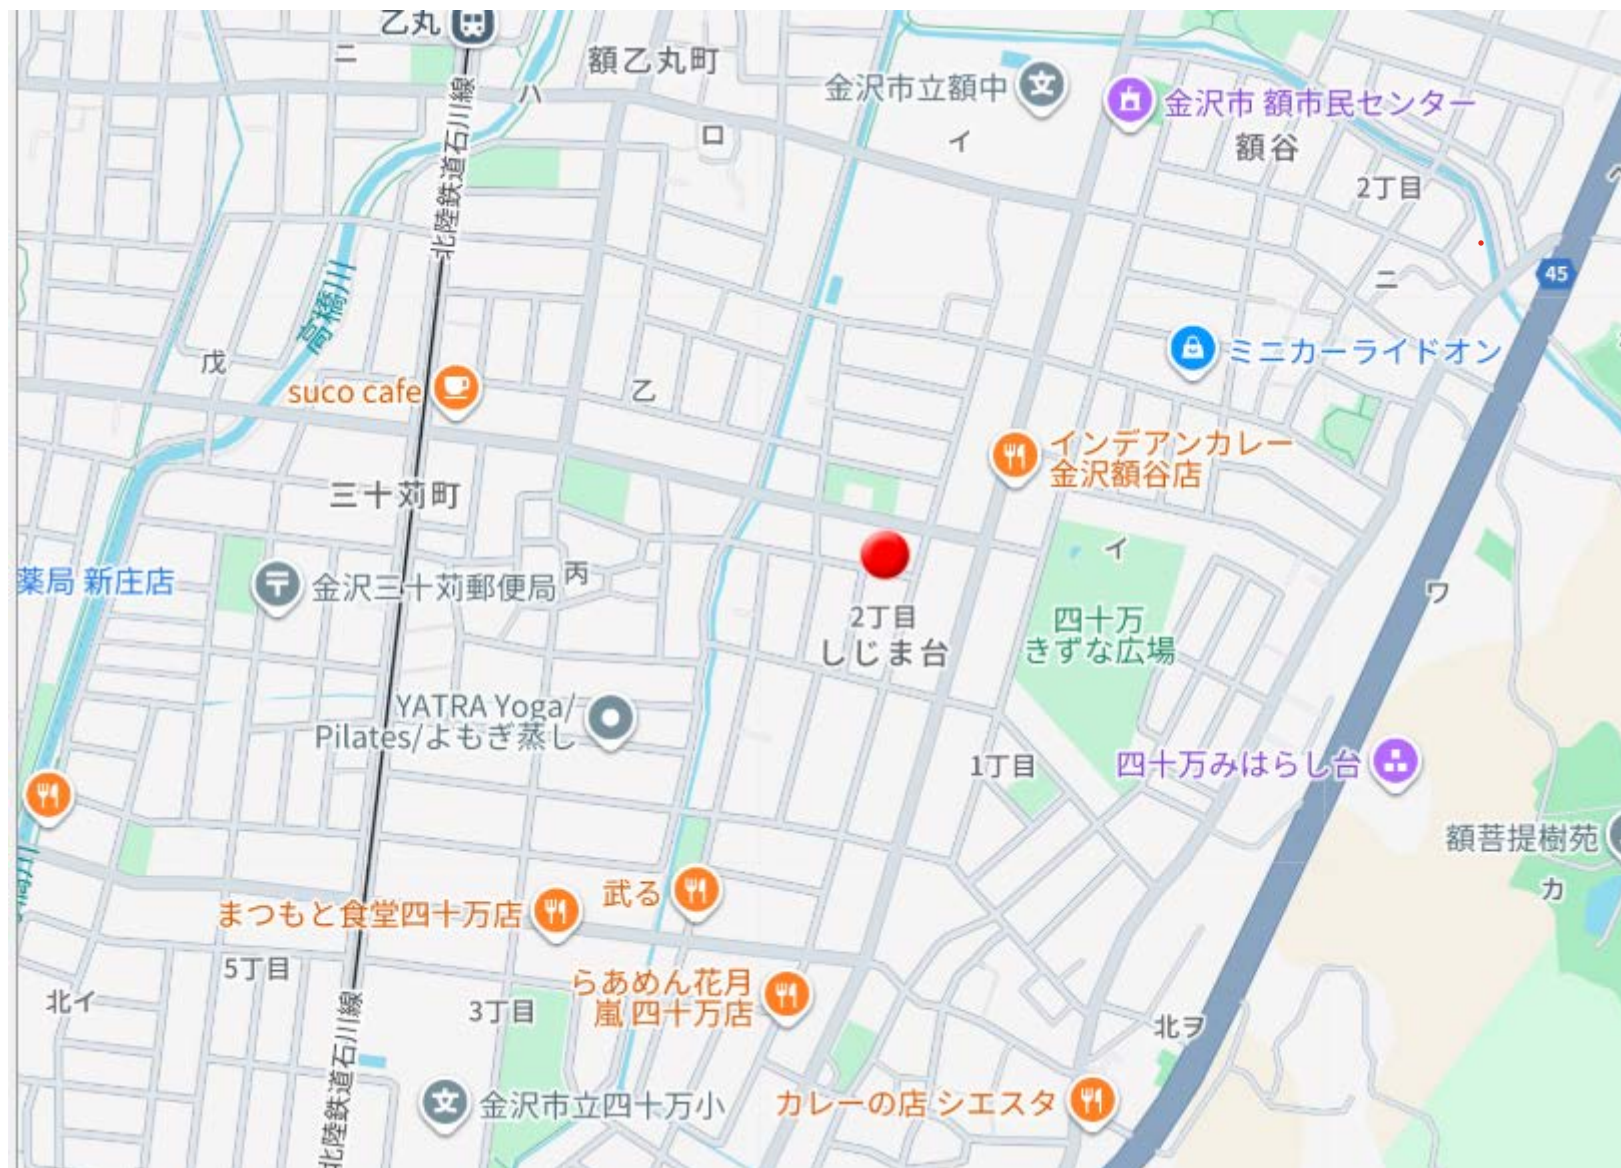 乙丸
ニ
額乙丸町
ハ
北陸鉄道石川線
ロ
金沢市立額中
イ
金沢市 額市民センター
額谷
2丁目
45
ニ
高橋川
戊
suco cafe
乙
ミニカーライドオン
インデアンカレー
金沢額谷店
三十苅町
薬局 新庄店
金沢三十苅郵便局
丙
イ
ワ
2丁目
しじま台
四十万
きずな広場
YATRA Yoga/
Pilates/よもぎ蒸し
1丁目
四十万みはらし台
額菩提樹苑
カ
武る
まつもと食堂四十万店
5丁目
北イ
らあめん花月
嵐 四十万店
3丁目
北ヲ
北陸鉄道石川線
金沢市立四十万小
カレーの店 シエスタ